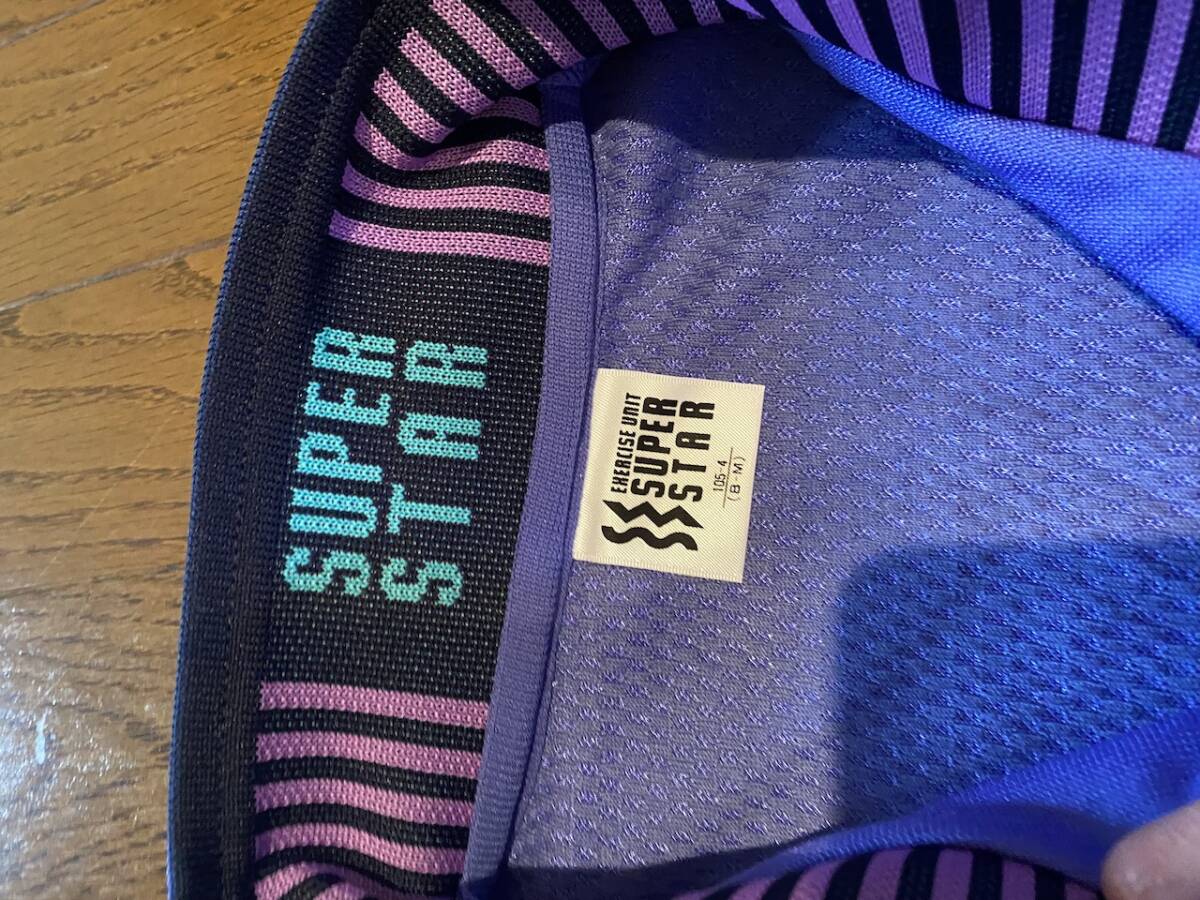 SUPER
STAR
EXERCISE UNIT
SUPER
STAR
105-4
(B-M)